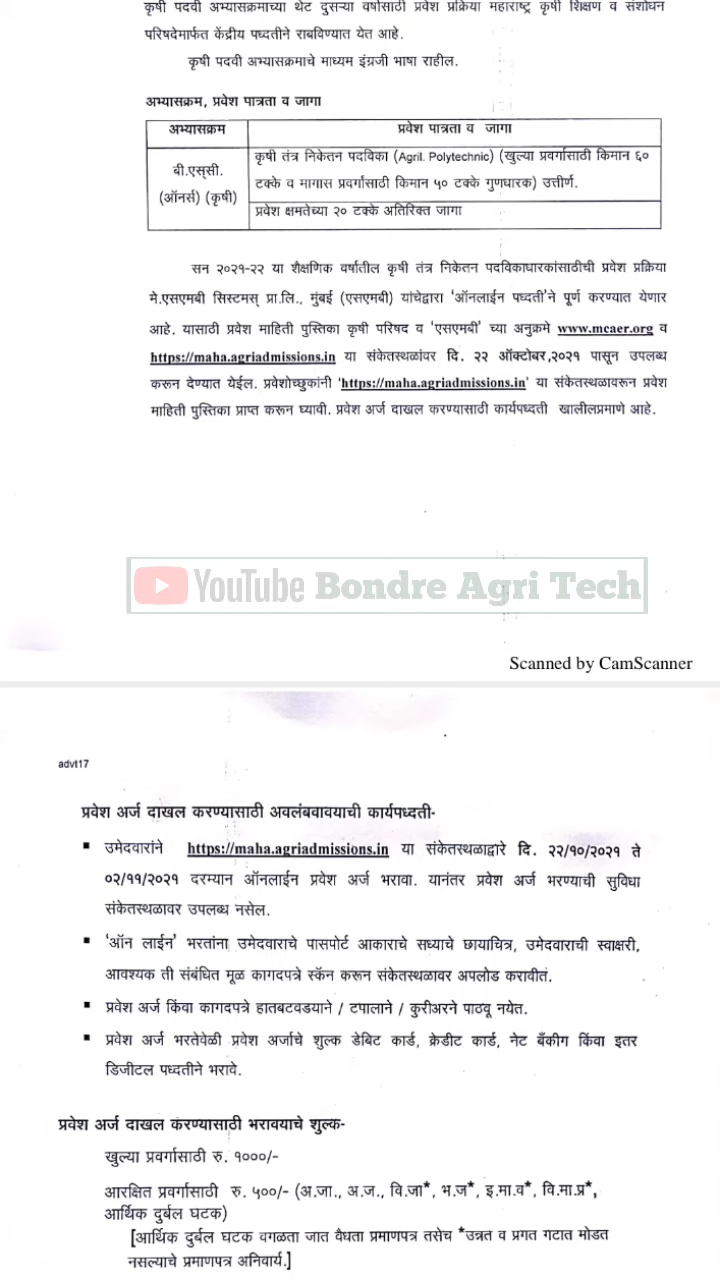 कृषी पदवी अभ्यासक्रमाच्या थेट दुसऱ्या वर्षासाठी प्रवेश प्रक्रिया महाराष्ट्र कृषी शिक्षण व संशोधन
परिषदेमार्फत केंद्रीय पध्दतीने राबविण्यात येत आहे.
कृषी पदवी अभ्यासक्रमाचे माध्यम इंग्रजी भाषा राहील.
अभ्यासक्रम, प्रवेश पात्रता व जागा
अभ्यासक्रम
प्रवेश पात्रता व जागा
बी.एससी.
(ऑनर्स) (कृषी)
कृषी तंत्र निकेतन पदविका (Agril. Polytechnic) (खुल्या प्रवर्गासाठी किमान ६०
टक्के व मागास प्रवर्गासाठी किमान ५० टक्के गुणधारक) उत्तीर्ण.
प्रवेश क्षमतेच्या २० टक्के अतिरिक्त जागा
सन २०२१-२२ या शैक्षणिक वर्षातील कृषी तंत्र निकेतन पदविकाधारकांसाठीची प्रवेश प्रक्रिया
मे.एसएमबी सिस्टमस् प्रा.लि., मुंबई (एसएमबी) यांचेद्वारा 'ऑनलाईन पध्दती'ने पूर्ण करण्यात येणार
आहे. यासाठी प्रवेश माहिती पुस्तिका कृषी परिषद व 'एसएमबी' च्या अनुक्रमे www.mcaer.org व
https://maha.agriadmissions.in या संकेतस्थळांवर दि. २२ ऑक्टोबर,२०२१ पासून उपलब्ध
करून देण्यात येईल. प्रवेशोच्छुकांनी 'https://maha.agriadmissions.in' या संकेतस्थळावरून प्रवेश
माहिती पुस्तिका प्राप्त करून घ्यावी. प्रवेश अर्ज दाखल करण्यासाठी कार्यपध्दती खालीलप्रमाणे आहे.
YouTube Bondre Agri Tech
Scanned by CamScanner
advt17
प्रवेश अर्ज दाखल करण्यासाठी अवलंबवावयाची कार्यपध्दती-
▪ उमेदवारांने https://maha.agriadmissions.in या संकेतस्थळाद्वारे दि. २२/१०/२०२१ ते
०२/११/२०२१ दरम्यान ऑनलाईन प्रवेश अर्ज भरावा. यानंतर प्रवेश अर्ज भरण्याची सुविधा
संकेतस्थळावर उपलब्ध नसेल.
▪ 'ऑन लाईन' भरतांना उमेदवाराचे पासपोर्ट आकाराचे सध्याचे छायाचित्र, उमेदवाराची स्वाक्षरी,
आवश्यक ती संबंधित मूळ कागदपत्रे स्कॅन करून संकेतस्थळावर अपलोड करावीतं.
▪ प्रवेश अर्ज किंवा कागदपत्रे हातबटवडयाने / टपालाने / कुरीअरने पाठवू नयेत.
▪ प्रवेश अर्ज भरतेवेळी प्रवेश अर्जाचे शुल्क डेबिट कार्ड, क्रेडीट कार्ड, नेट बँकीग किंवा इतर
डिजीटल पध्दतीने भरावे.
प्रवेश अर्ज दाखल करण्यासाठी भरावयाचे शुल्क-
खुल्या प्रवर्गासाठी रु. १०००/-
आरक्षित प्रवर्गासाठी रु. ५००/- (अ.जा., अ.ज., वि.जा*, भ.ज*, इ.मा.व*, वि.मा.प्र*,
आर्थिक दुर्बल घटक)
[आर्थिक दुर्बल घटक वगळता जात वैधता प्रमाणपत्र तसेच *उन्नत व प्रगत गटात मोडत
नसल्याचे प्रमाणपत्र अनिवार्य.]